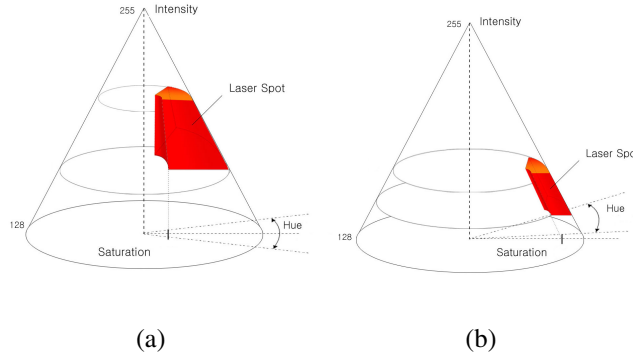 255
Intensity
Laser Spot
128
Hue
Saturation
(a)
255
Intensity
Laser Spo
128
Hue
Saturation
(b)